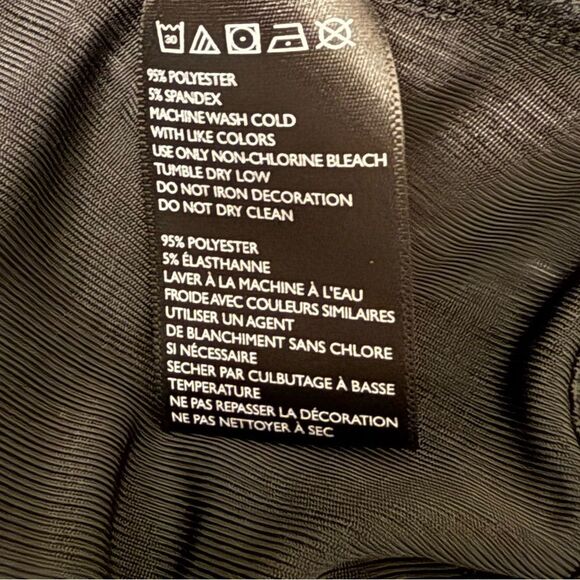 30
95% POLYESTER
5% SPANDEX
MACHINE WASH COLD
WITH LIKE COLORS
USE ONLY NON-CHLORINE BLEACH
TUMBLE DRY LOW
DO NOT IRON DECORATION
DO NOT DRY CLEAN
95% POLYESTER
5% ÉLASTHANNE
LAVER À LA MACHINE À L'EAU
FROIDE AVEC COULEURS SIMILAIRES
UTILISER UN AGENT
DE BLANCHIMENT SANS CHLORE
SI NÉCESSAIRE
SECHER PAR CULBUTAGE À BASSE
TEMPERATURE
NE PAS REPASSER LA DÉCORATION
NE PAS NETTOYER À SEC